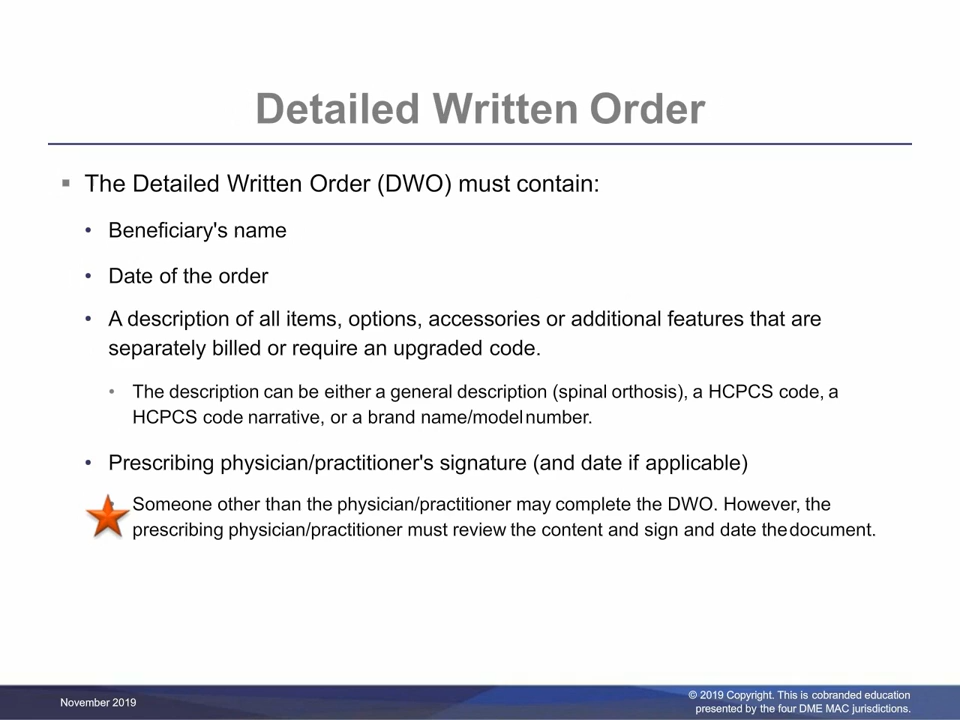 Detailed Written Order
The Detailed Written Order (DWO) must contain:
Beneficiary's name
Date of the order
A description of all items, options, accessories or additional features that are
separately billed or require an upgraded code.
The description can be either a general description (spinal orthosis), a HCPCS code, a
HCPCS code narrative, or a brand name/model number.
Prescribing physician/practitioner's signature (and date if applicable)
Someone other than the physician/practitioner may complete the DWO. However, the
prescribing physician/practitioner must review the content and sign and date the document.
November 2019
© 2019 Copyright. This is cobranded education
presented by the four DME MAC jurisdictions.